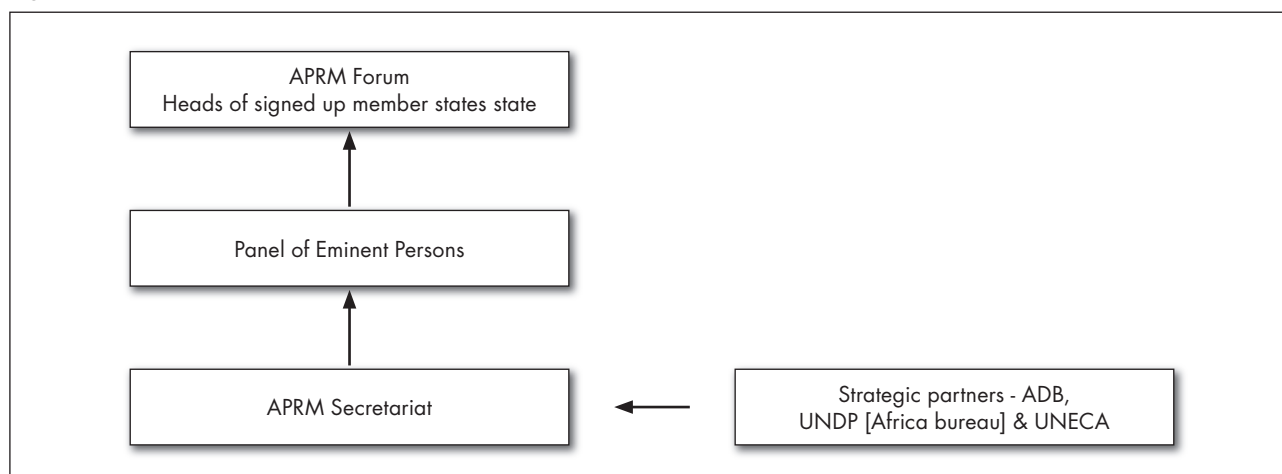 APRM Forum
Heads of signed up member states state
Panel of Eminent Persons
APRM Secretariat
Strategic partners - ADB,
UNDP [Africa bureau] & UNECA